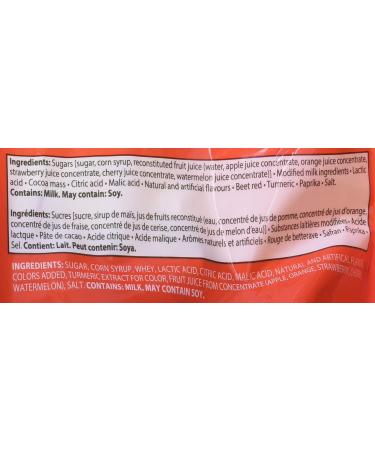 Ingredients: Sugars [sugar, corn syrup, reconstituted fruit juice (water, apple juice concentrate, orange juice concentrate,
strawberry juice concentrate, cherry juice concentrate, watermelon juice concentrate)] • Modified milk ingredients • Lactic
acid • Cocoa mass • Citric acid • Malic acid • Natural and artificial flavours • Beet red • Turmeric • Paprika • Salt.
Contains: Milk. May contain: Soy.
Ingrédients: Sucres [sucre, sirop de maïs, jus de fruits reconstitué (eau, concentré de jus de pomme, concentré de jus d'orange,
concentré de jus de fraise, concentré de jus de cerise, concentré de jus de melon d'eau)] • Substances laitières modifiées • Acide
lactique • Pâte de cacao • Acide citrique • Acide malique • Arômes naturels et artificiels • Rouge de betterave • Safran • Paprika •
Sel. Contient: Lait. Peut contenir: Soya.
INGREDIENTS: SUGAR, CORN SYRUP, WHEY, LACTIC ACID, CITRIC ACID, MALIC ACID, NATURAL AND ARTIFICIAL FLAVOR,
COLORS ADDED, TURMERIC EXTRACT FOR COLOR, FRUIT JUICE FROM CONCENTRATE (APPLE, ORANGE, STRAWBERRY, CHERRY,
WATERMELON), SALT. CONTAINS: MILK. MAY CONTAIN SOY.